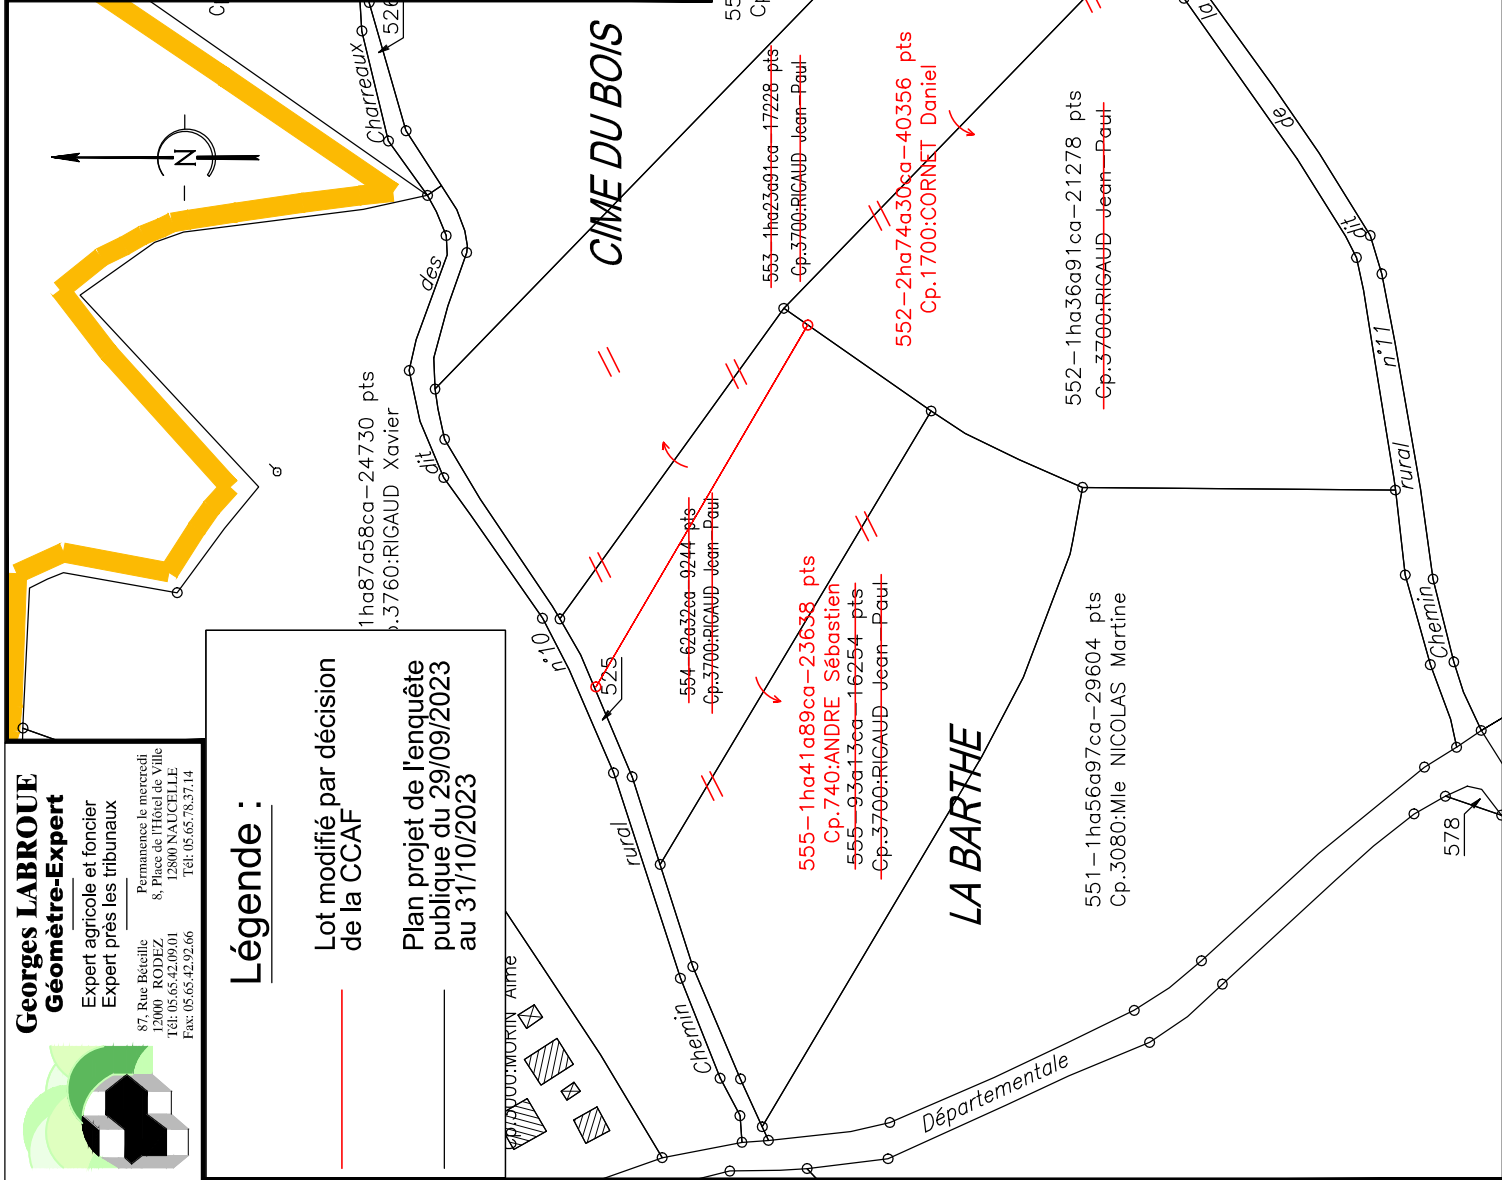 Georges LABROUE
Géomètre-Expert
Expert agricole et foncier
Expert près les tribunaux
87, Rue Béteille
12000 RODEZ
Tél: 05.65.42.09.01
Fax: 05.65.42.92.66
Permanence le mercredi
8, Place de l'Hôtel de Ville
12800 NAUCELLE
Tél: 05.65.78.37.14
Légende :
Lot modifié par décision
de la CCAF
Plan projet de l'enquête
publique du 29/09/2023
au 31/10/2023
N
1ha87a58ca-24730 pts
.3760:RIGAUD Xavier
526
525
Chemin rural n°10 dit des Charreaux
CIME DU BOIS
553-1ha23a91ca-17228 pts
Cp.3700:RIGAUD Jean-Paul
552-2ha74a30ca-40356 pts
Cp.1700:CORNET Daniel
552-1ha36a91ca-21278 pts
Cp.3700:RIGAUD Jean-Paul
554-62a32ca-9244 pts
Cp.3700:RIGAUD Jean-Paul
555-1ha41a89ca-23638 pts
Cp.740:ANDRE Sébastien
555-93a13ca-16254 pts
Cp.3700:RIGAUD Jean-Paul
LA BARTHE
551-1ha56a97ca-29604 pts
Cp.3080:Mle NICOLAS Martine
Chemin rural n°11 dit de la
578
Départementale
MORIN Aimé